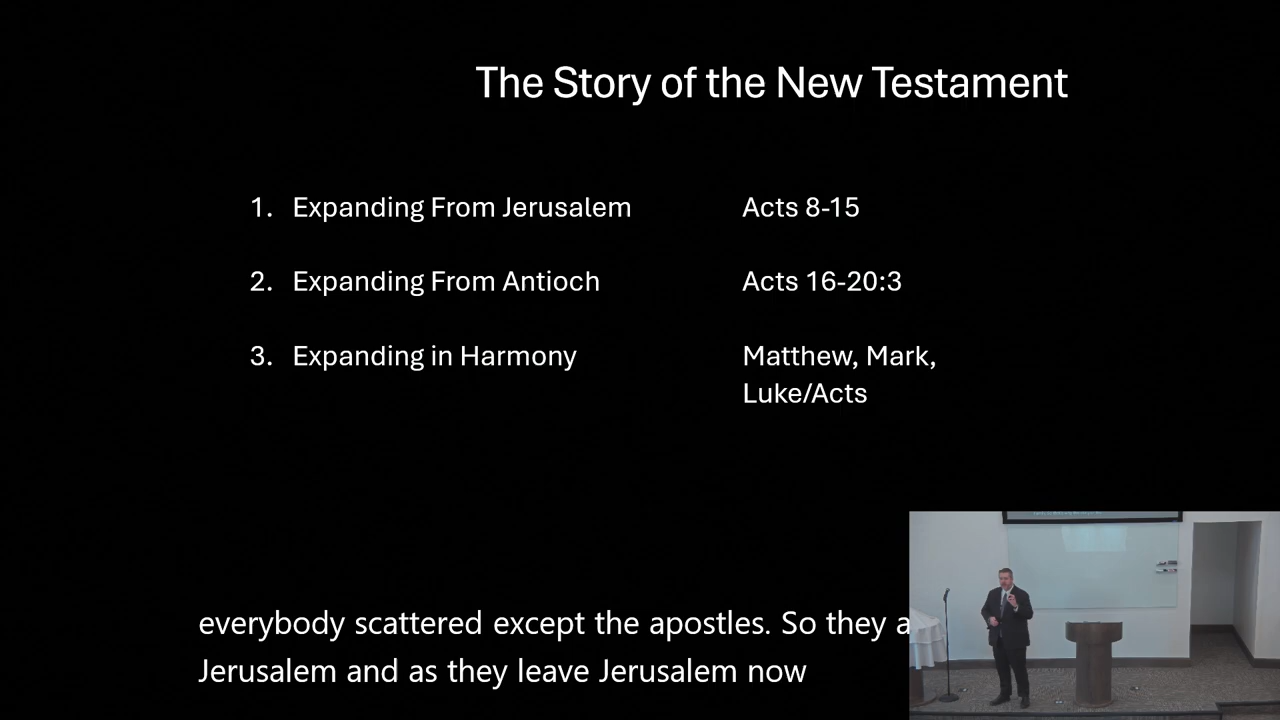 The Story of the New Testament
1. Expanding From Jerusalem Acts 8-15
2. Expanding From Antioch Acts 16-20:3
3. Expanding in Harmony Matthew, Mark,
Luke/Acts
everybody scattered except the apostles. So they
Jerusalem and as they leave Jerusalem now